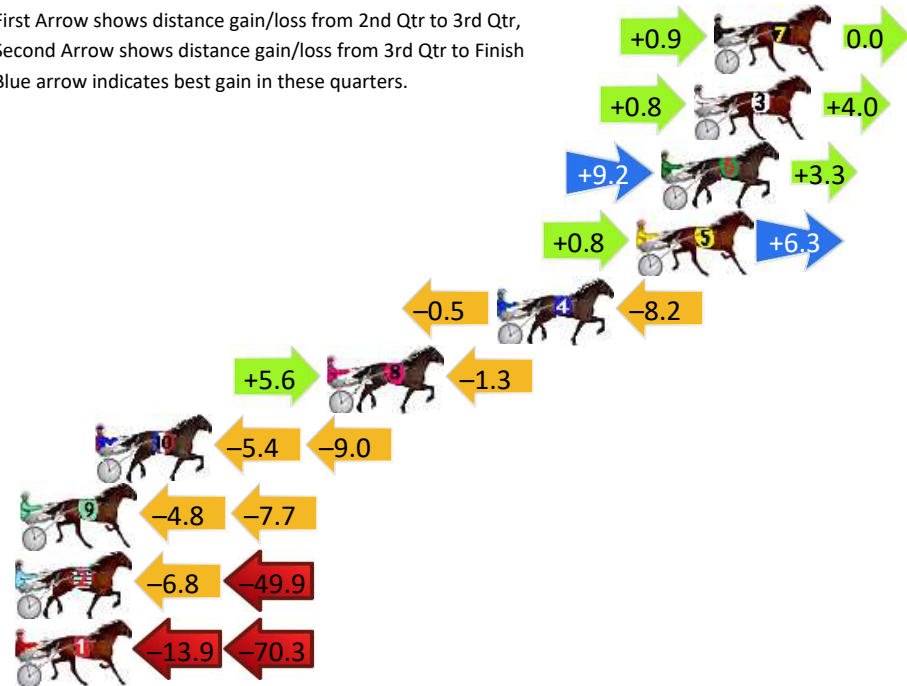 First Arrow shows distance gain/loss from 2nd Qtr to 3rd Qtr,
Second Arrow shows distance gain/loss from 3rd Qtr to Finish
Blue arrow indicates best gain in these quarters.
+0.9 7 0.0
+0.8 3 +4.0
+9.2 6 +3.3
+0.8 5 +6.3
–0.5 4 –8.2
+5.6 8 –1.3
10 –5.4 –9.0
9 –4.8 –7.7
2 –6.8 –49.9
1 –13.9 –70.3